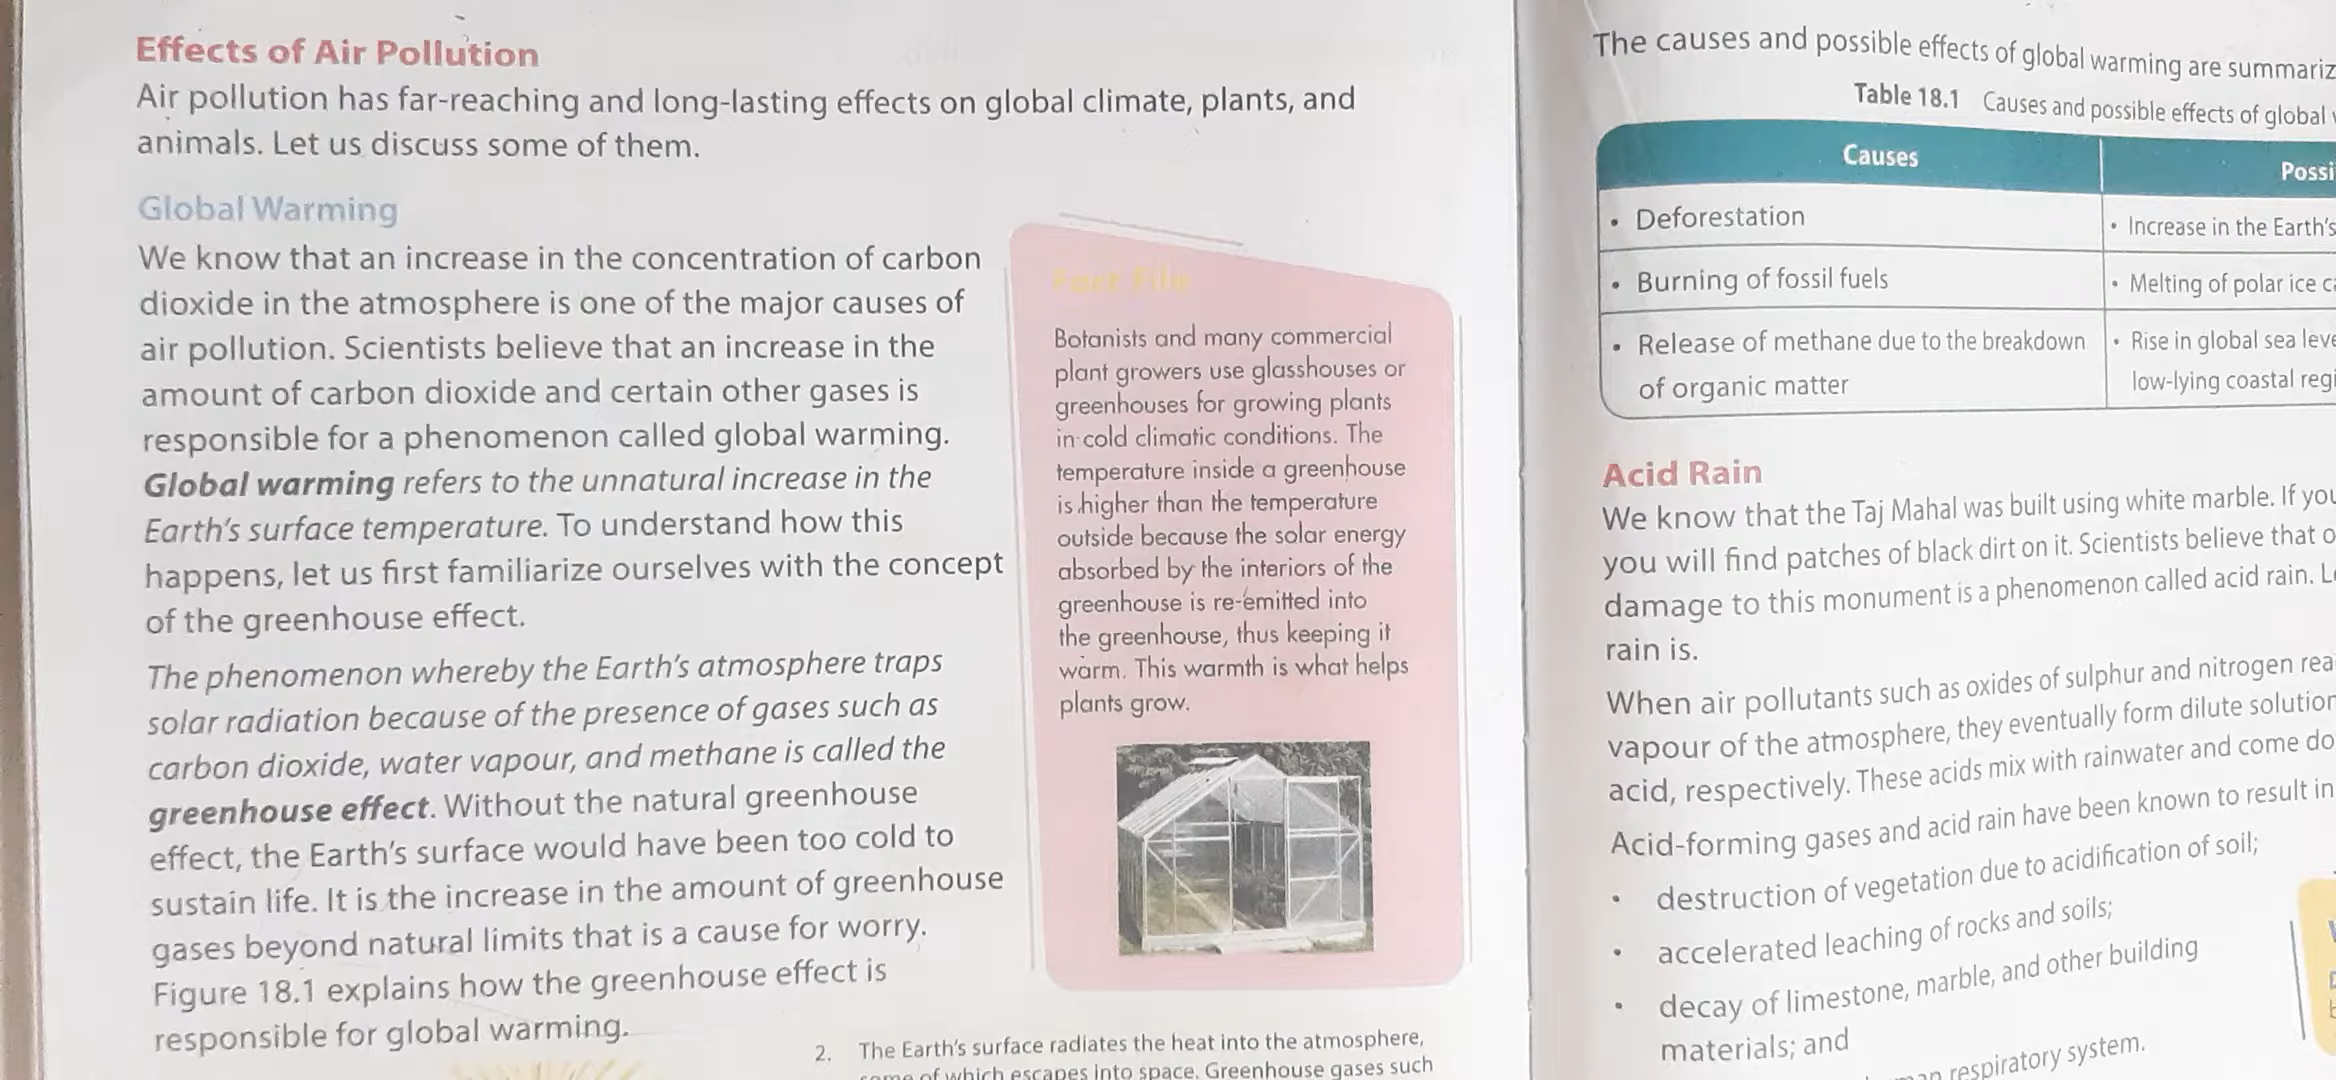 Effects of Air Pollution
Air pollution has far-reaching and long-lasting effects on global climate, plants, and
animals. Let us discuss some of them.
Global Warming
We know that an increase in the concentration of carbon
dioxide in the atmosphere is one of the major causes of
air pollution. Scientists believe that an increase in the
amount of carbon dioxide and certain other gases is
responsible for a phenomenon called global warming.
Global warming refers to the unnatural increase in the
Earth's surface temperature. To understand how this
happens, let us first familiarize ourselves with the concept
of the greenhouse effect.
The phenomenon whereby the Earth's atmosphere traps
solar radiation because of the presence of gases such as
carbon dioxide, water vapour, and methane is called the
greenhouse effect. Without the natural greenhouse
effect, the Earth's surface would have been too cold to
sustain life. It is the increase in the amount of greenhouse
gases beyond natural limits that is a cause for worry.
Figure 18.1 explains how the greenhouse effect is
responsible for global warming.
Fact File
Botanists and many commercial
plant growers use glasshouses or
greenhouses for growing plants
in cold climatic conditions. The
temperature inside a greenhouse
is higher than the temperature
outside because the solar energy
absorbed by the interiors of the
greenhouse is re-emitted into
the greenhouse, thus keeping it
warm. This warmth is what helps
plants grow.
2. The Earth's surface radiates the heat into the atmosphere,
some of which escapes into space. Greenhouse gases such
The causes and possible effects of global warming are
Table 18.1 Causes and possible effects of global
Causes
Deforestation
• Increase in the Earth's
• Burning of fossil fuels
• Melting of polar ice
• Release of methane due to the breakdown
of organic matter
• Rise in global sea
low-lying coastal
Acid Rain
We know that the Taj Mahal was built using white marble. If you
you will find patches of black dirt on it. Scientists believe that
damage to this monument is a phenomenon called acid rain.
rain is.
When air pollutants such as oxides of sulphur and nitrogen
vapour of the atmosphere, they eventually form dilute
acid, respectively. These acids mix with rainwater and come
Acid-forming gases and acid rain have been known to result in
• destruction of vegetation due to acidification of soil;
• accelerated leaching of rocks and soils;
• decay of limestone, marble, and other building
materials; and
respiratory system.